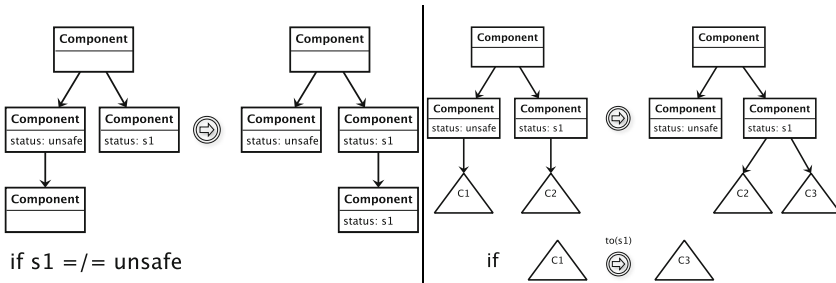 Component
Component
status: unsafe
Component
status: s1
Component
Component
Component
status: unsafe
Component
status: s1
Component
status: s1
if s1 =/= unsafe
Component
Component
status: unsafe
Component
status: s1
C1
C2
Component
Component
status: unsafe
Component
status: s1
C2
C3
if
C1
to(s1)
C3